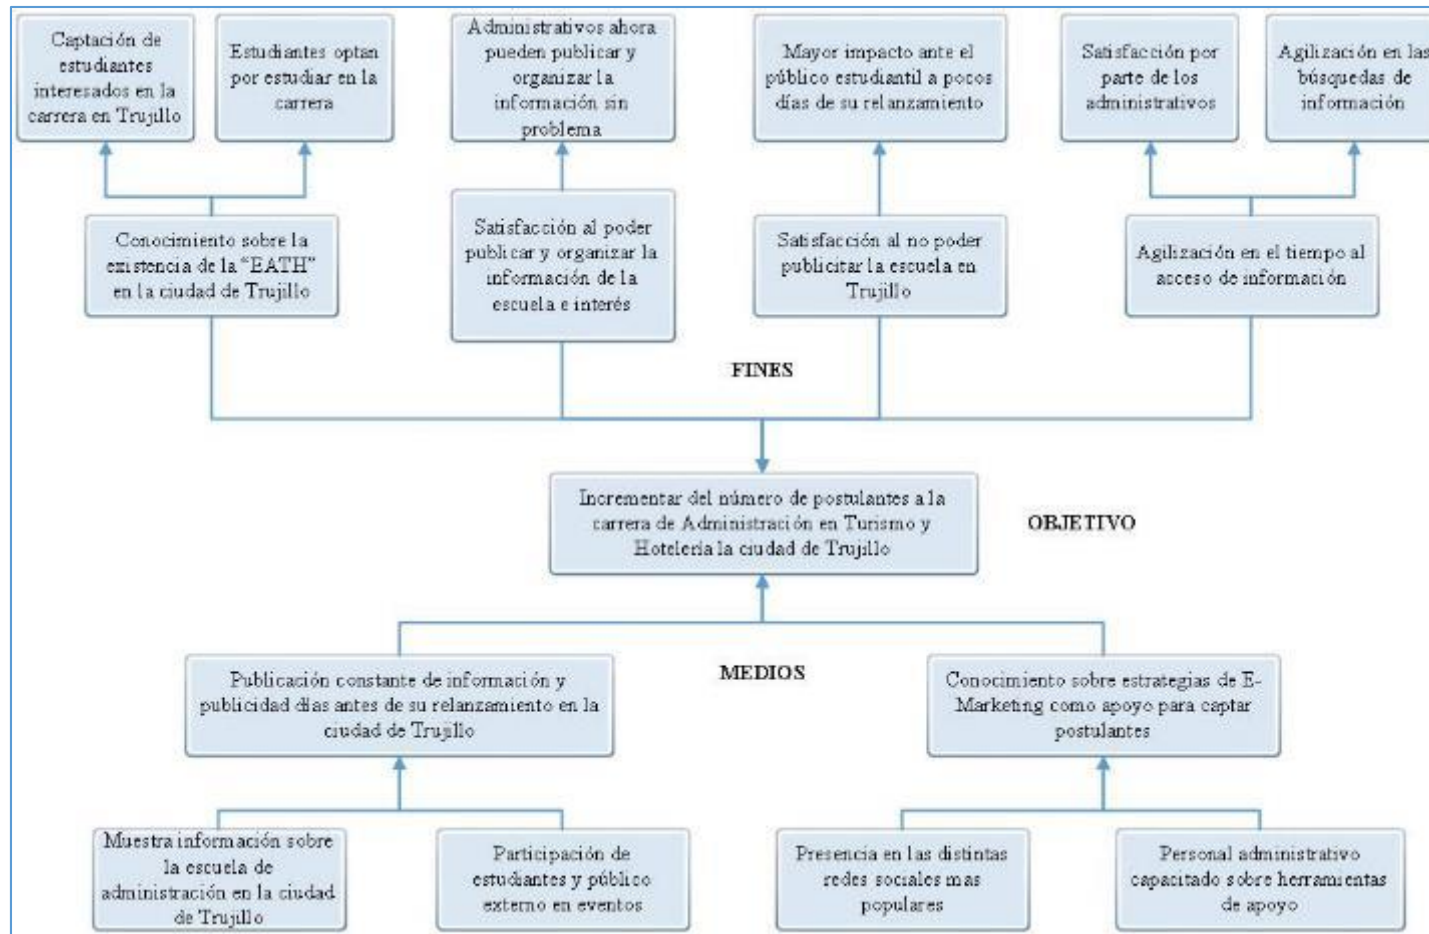 Captación de
estudiantes
interesados en la
carrera en Trujillo
Estudiantes optan
por estudiar en la
carrera
Administrativos ahora
pueden publicar y
organizar la
información sin
problema
Mayor impacto ante el
público estudiantil a pocos
días de su relanzamiento
Satisfacción por
parte de los
administrativos
Agilización en las
búsquedas de
información
Conocimiento sobre la
existencia de la “EATH”
en la ciudad de Trujillo
Satisfacción al poder
publicar y organizar la
información de la
escuela e interés
Satisfacción al no poder
publicitar la escuela en
Trujillo
Agilización en el tiempo al
acceso de información
FINES
Incrementar del número de postulantes a la
carrera de Administración en Turismo y
Hotelería la ciudad de Trujillo
OBJETIVO
Publicación constante de información y
publicidad días antes de su relanzamiento en la
ciudad de Trujillo
MEDIOS
Conocimiento sobre estrategias de E-
Marketing como apoyo para captar
postulantes
Muestra información sobre
la escuela de
administración en la ciudad
de Trujillo
Participación de
estudiantes y público
externo en eventos
Presencia en las distintas
redes sociales mas
populares
Personal administrativo
capacitado sobre herramientas
de apoyo